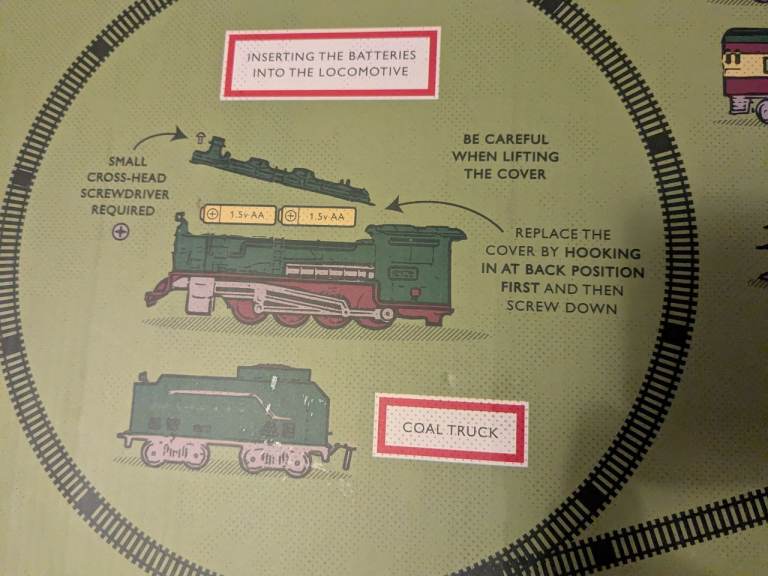 INSERTING THE BATTERIES
INTO THE LOCOMOTIVE
SMALL
CROSS-HEAD
SCREWDRIVER
REQUIRED
BE CAREFUL
WHEN LIFTING
THE COVER
1.5v AA
1.5v AA
REPLACE THE
COVER BY HOOKING
IN AT BACK POSITION
FIRST AND THEN
SCREW DOWN
COAL TRUCK